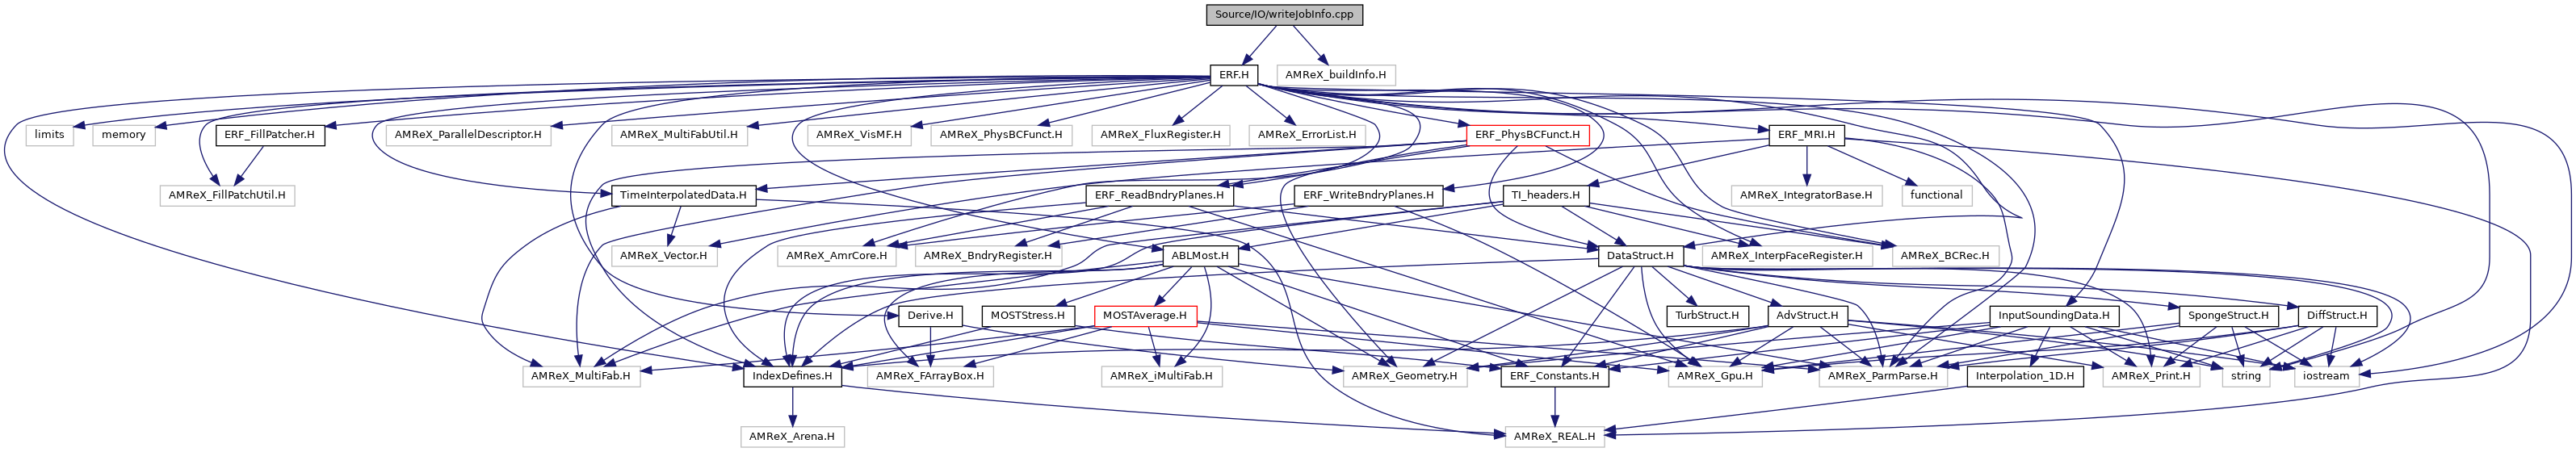 Source/IO/writeJobInfo.cpp
ERF.H
AMReX_buildInfo.H
limits
memory
ERF_FillPatcher.H
AMReX_ParallelDescriptor.H
AMReX_MultiFabUtil.H
AMReX_VisMF.H
AMReX_PhysBCFunct.H
AMReX_FluxRegister.H
AMReX_ErrorList.H
ERF_PhysBCFunct.H
ERF_MRI.H
AMReX_FillPatchUtil.H
TimeInterpolatedData.H
ERF_ReadBndryPlanes.H
ERF_WriteBndryPlanes.H
TI_headers.H
AMReX_IntegratorBase.H
functional
AMReX_Vector.H
AMReX_AmrCore.H
AMReX_BndryRegister.H
ABLMost.H
DataStruct.H
AMReX_InterpFaceRegister.H
AMReX_BCRec.H
Derive.H
MOSTStress.H
MOSTAverage.H
TurbStruct.H
AdvStruct.H
InputSoundingData.H
SpongeStruct.H
DiffStruct.H
AMReX_MultiFab.H
IndexDefines.H
AMReX_FArrayBox.H
AMReX_iMultiFab.H
AMReX_Geometry.H
ERF_Constants.H
AMReX_Gpu.H
AMReX_ParmParse.H
Interpolation_1D.H
AMReX_Print.H
string
iostream
AMReX_Arena.H
AMReX_REAL.H